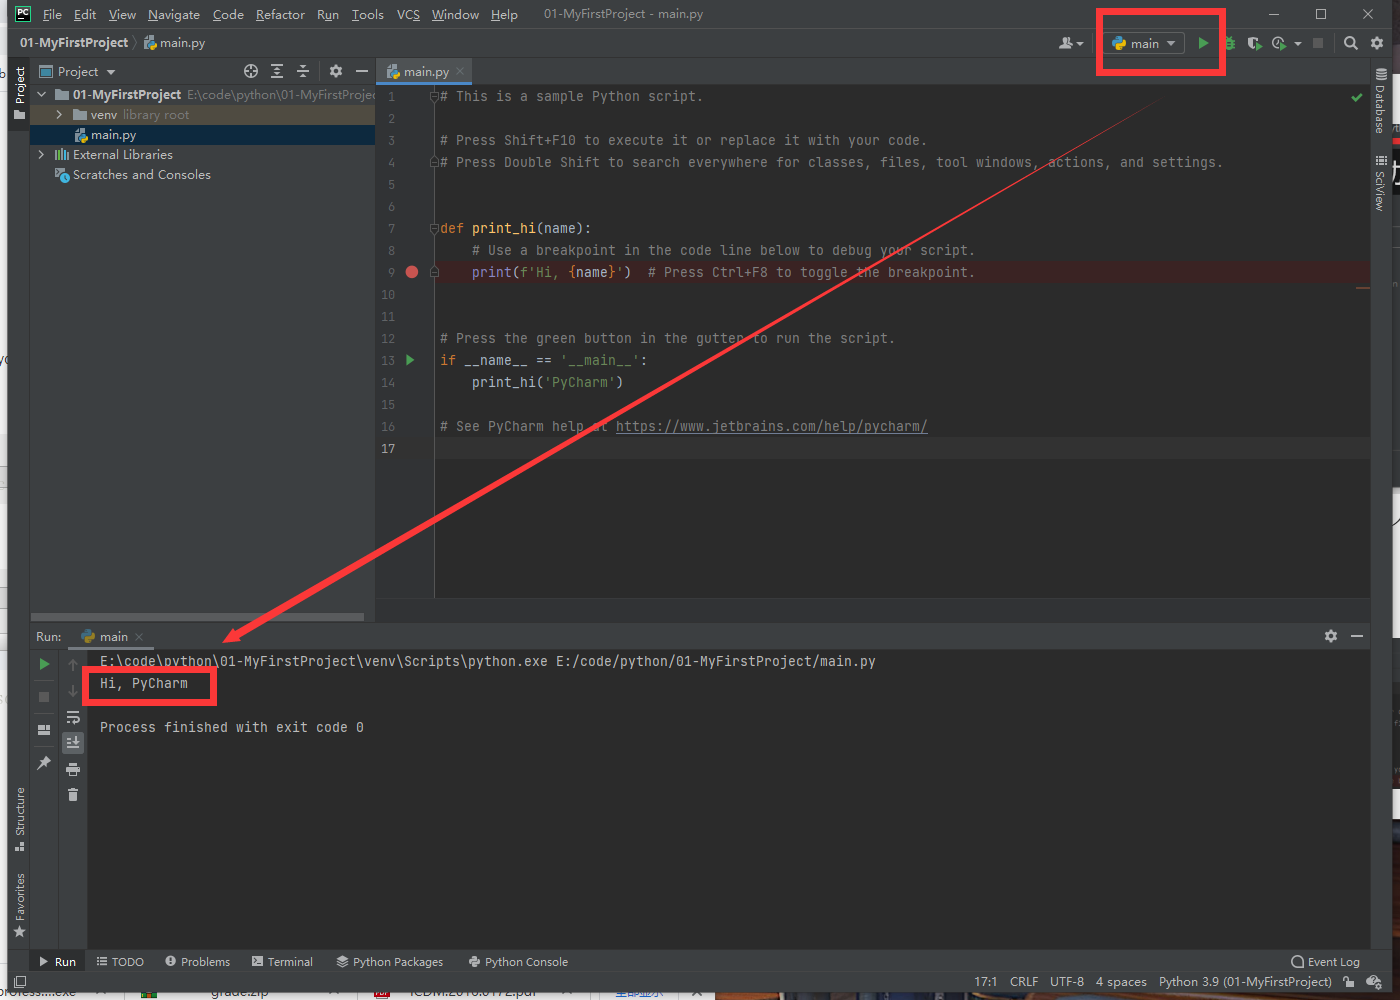 PC File Edit View Navigate Code Refactor Run Tools VCS Window Help 01-MyFirstProject - main.py
01-MyFirstProject main.py main
Project
Project
main.py
01-MyFirstProject E:\code\python\01-MyFirstProjec
venv library root
main.py
External Libraries
Scratches and Consoles
1 # This is a sample Python script.
2
3 # Press Shift+F10 to execute it or replace it with your code.
4 # Press Double Shift to search everywhere for classes, files, tool windows, actions, and settings.
5
6
7 def print_hi(name):
8 # Use a breakpoint in the code line below to debug your script.
9 print(f'Hi, {name}') # Press Ctrl+F8 to toggle the breakpoint.
10
11
12 # Press the green button in the gutter to run the script.
13 if __name__ == '__main__':
14 print_hi('PyCharm')
15
16 # See PyCharm help at https://www.jetbrains.com/help/pycharm/
17
Database
SciView
Run: main
E:\code\python\01-MyFirstProject\venv\Scripts\python.exe E:/code/python/01-MyFirstProject/main.py
Hi, PyCharm
Process finished with exit code 0
Structure
Favorites
Run TODO Problems Terminal Python Packages Python Console Event Log
17:1 CRLF UTF-8 4 spaces Python 3.9 (01-MyFirstProject)
grade.zip
全部显示